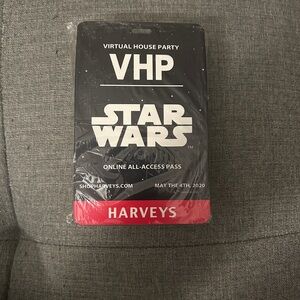 VIRTUAL HOUSE PARTY
VHP
STAR
WARS
ONLINE ALL-ACCESS PASS
SHOPHARVEYS.COM MAY THE 4TH, 2020
HARVEYS